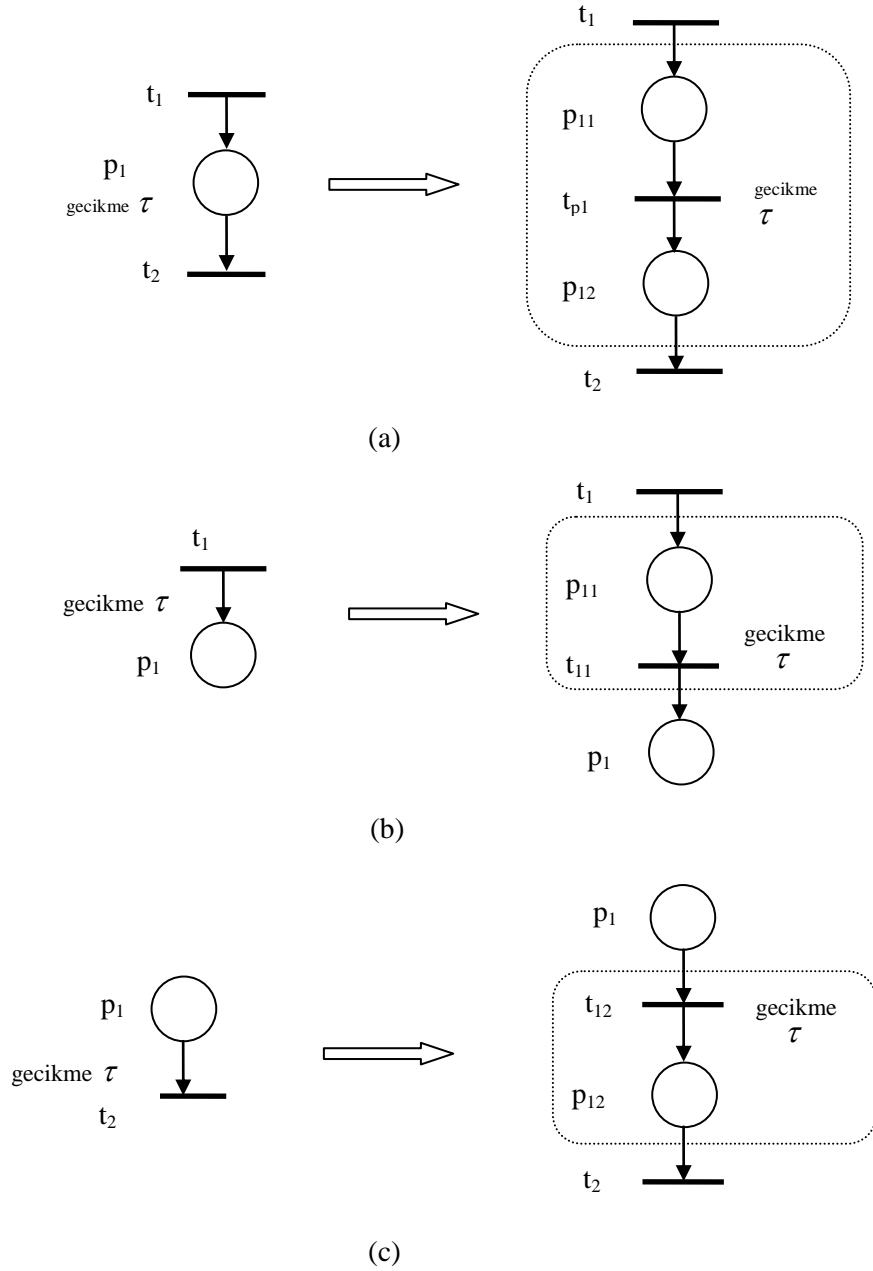 t₁
p₁
gecikme τ
t₂
t₁
p₁₁
tₚ₁
gecikme
τ
p₁₂
t₂
(a)
t₁
gecikme τ
p₁
t₁
p₁₁
gecikme
τ
t₁₁
p₁
(b)
p₁
gecikme τ
t₂
p₁
t₁₂
gecikme
τ
p₁₂
t₂
(c)